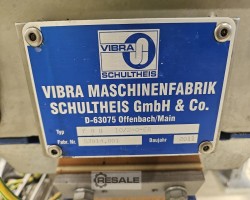 VIBRA
SCHULTHEIS
VIBRA MASCHINENFABRIK
SCHULTHEIS GmbH & Co.
D-63075 Offenbach/Main
Typ
Fabr. Nr. Baujahr
RESALE